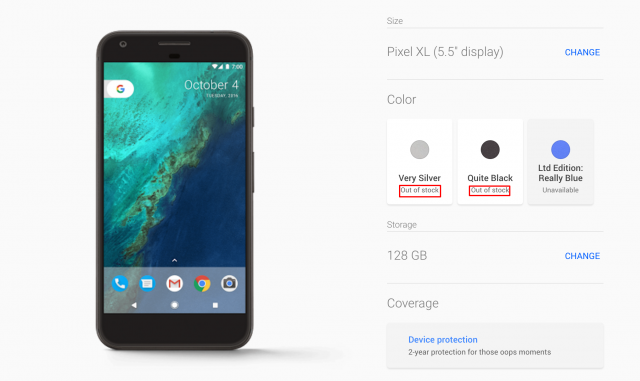 7:00
October 4
TUESDAY, 2016
Size
Pixel XL (5.5" display)
CHANGE
Color
Very Silver
Out of stock
Quite Black
Out of stock
Ltd Edition:
Really Blue
Unavailable
Storage
128 GB
CHANGE
Coverage
Device protection
2-year protection for those oops moments